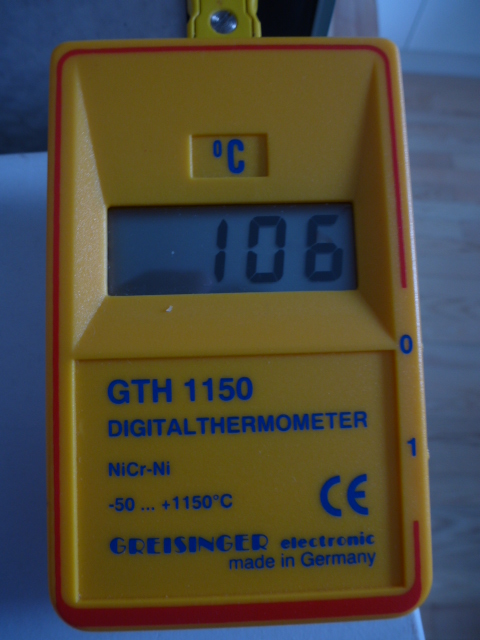 °C
106
0
GTH 1150
DIGITALTHERMOMETER
1
NiCr-Ni
-50 ... +1150°C
CE
GREISINGER electronic
made in Germany